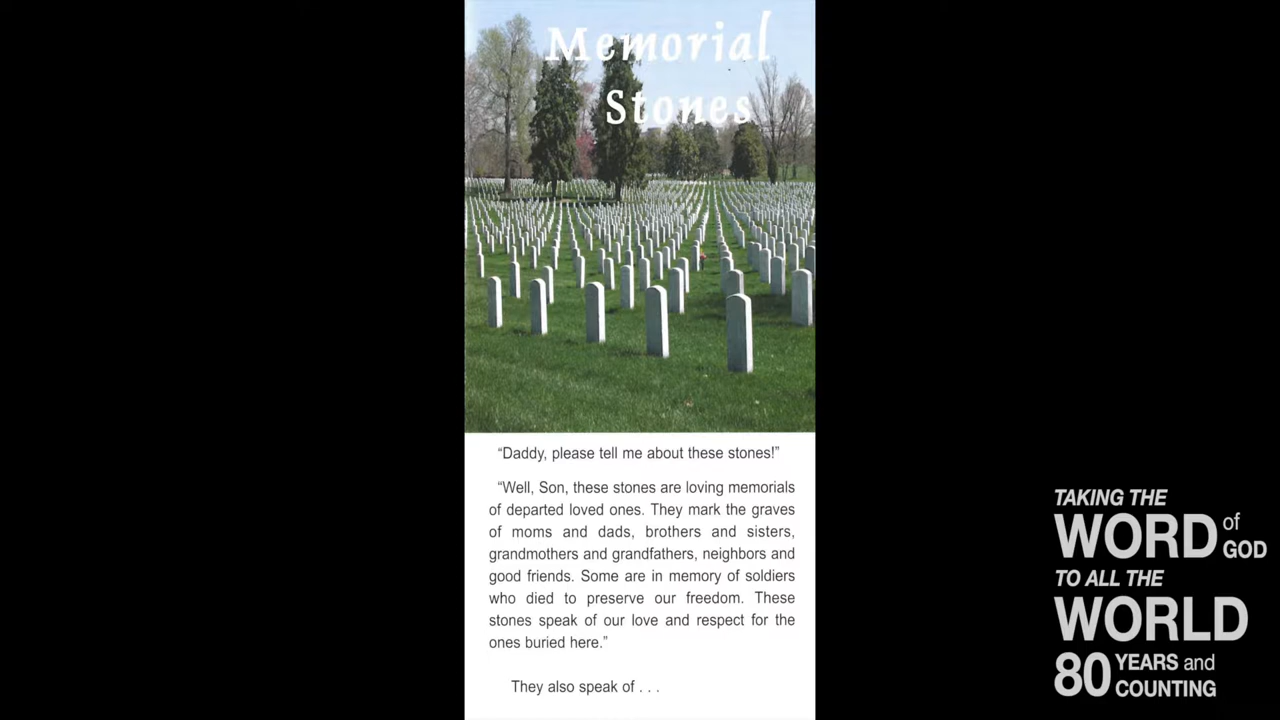 Memorial
Stones
“Daddy, please tell me about these stones!”
“Well, Son, these stones are loving memorials
of departed loved ones. They mark the graves
of moms and dads, brothers and sisters,
grandmothers and grandfathers, neighbors and
good friends. Some are in memory of soldiers
who died to preserve our freedom. These
stones speak of our love and respect for the
ones buried here.”
They also speak of . . .
TAKING THE
WORD of GOD
TO ALL THE
WORLD
80 YEARS and
COUNTING